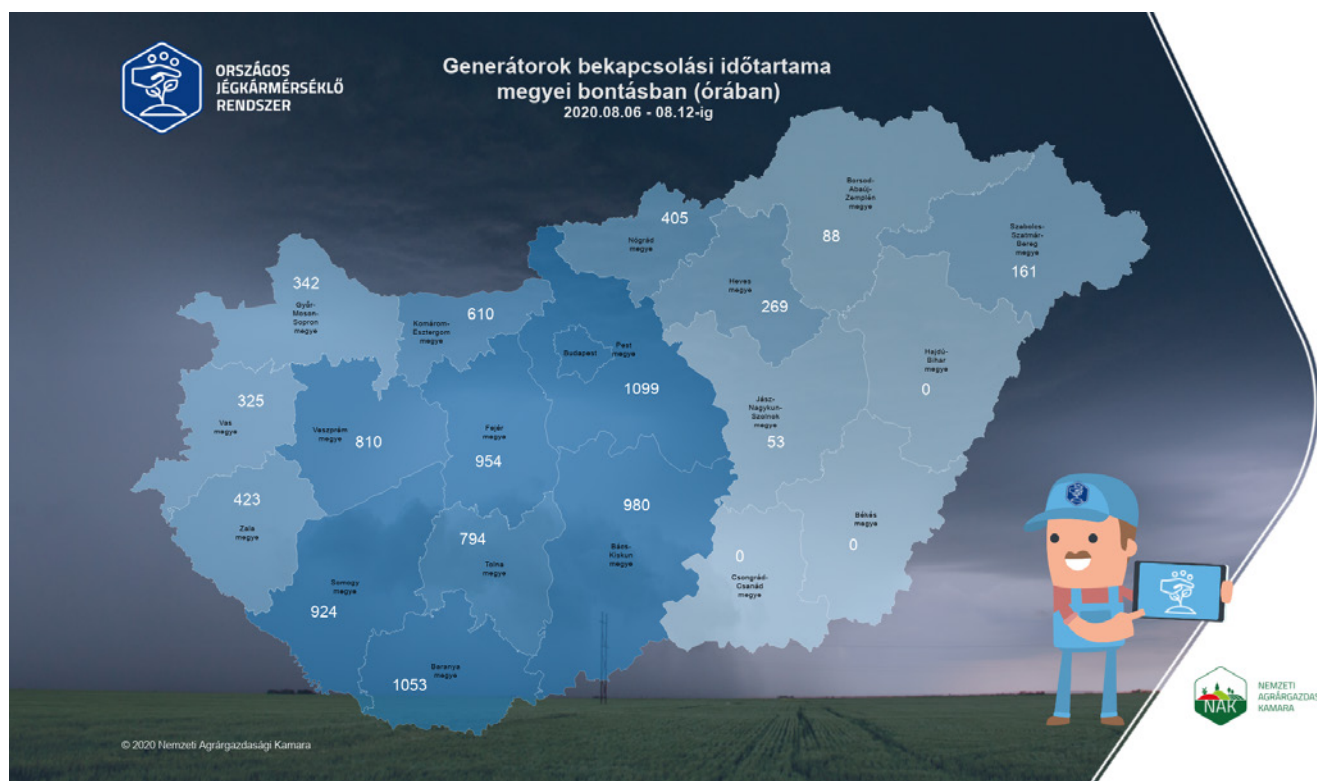 ORSZÁGOS
JÉGKÁRMÉRSÉKLŐ
RENDSZER
Generátorok bekapcsolási időtartama
megyei bontásban (órában)
2020.08.06 - 08.12-ig
405
Nógrád
megye
Borsod-
Abaúj-
Zemplén
megye
88
Szabolcs-
Szatmár-
Bereg
megye
161
342
Győr-
Moson-
Sopron
megye
610
Komárom-
Esztergom
megye
Heves
megye
269
Budapest
Pest
megye
1099
Hajdú-
Bihar
megye
0
325
Vas
megye
Veszprém
megye
810
Fejér
megye
954
Jász-
Nagykun-
Szolnok
megye
53
423
Zala
megye
794
Tolna
megye
980
Bács-
Kiskun
megye
0
Csongrád-
Csanád
megye
Békés
megye
0
Somogy
megye
924
Baranya
megye
1053
NAK
NEMZETI
AGRÁRGAZDAS
KAMARA
© 2020 Nemzeti Agrárgazdasági Kamara